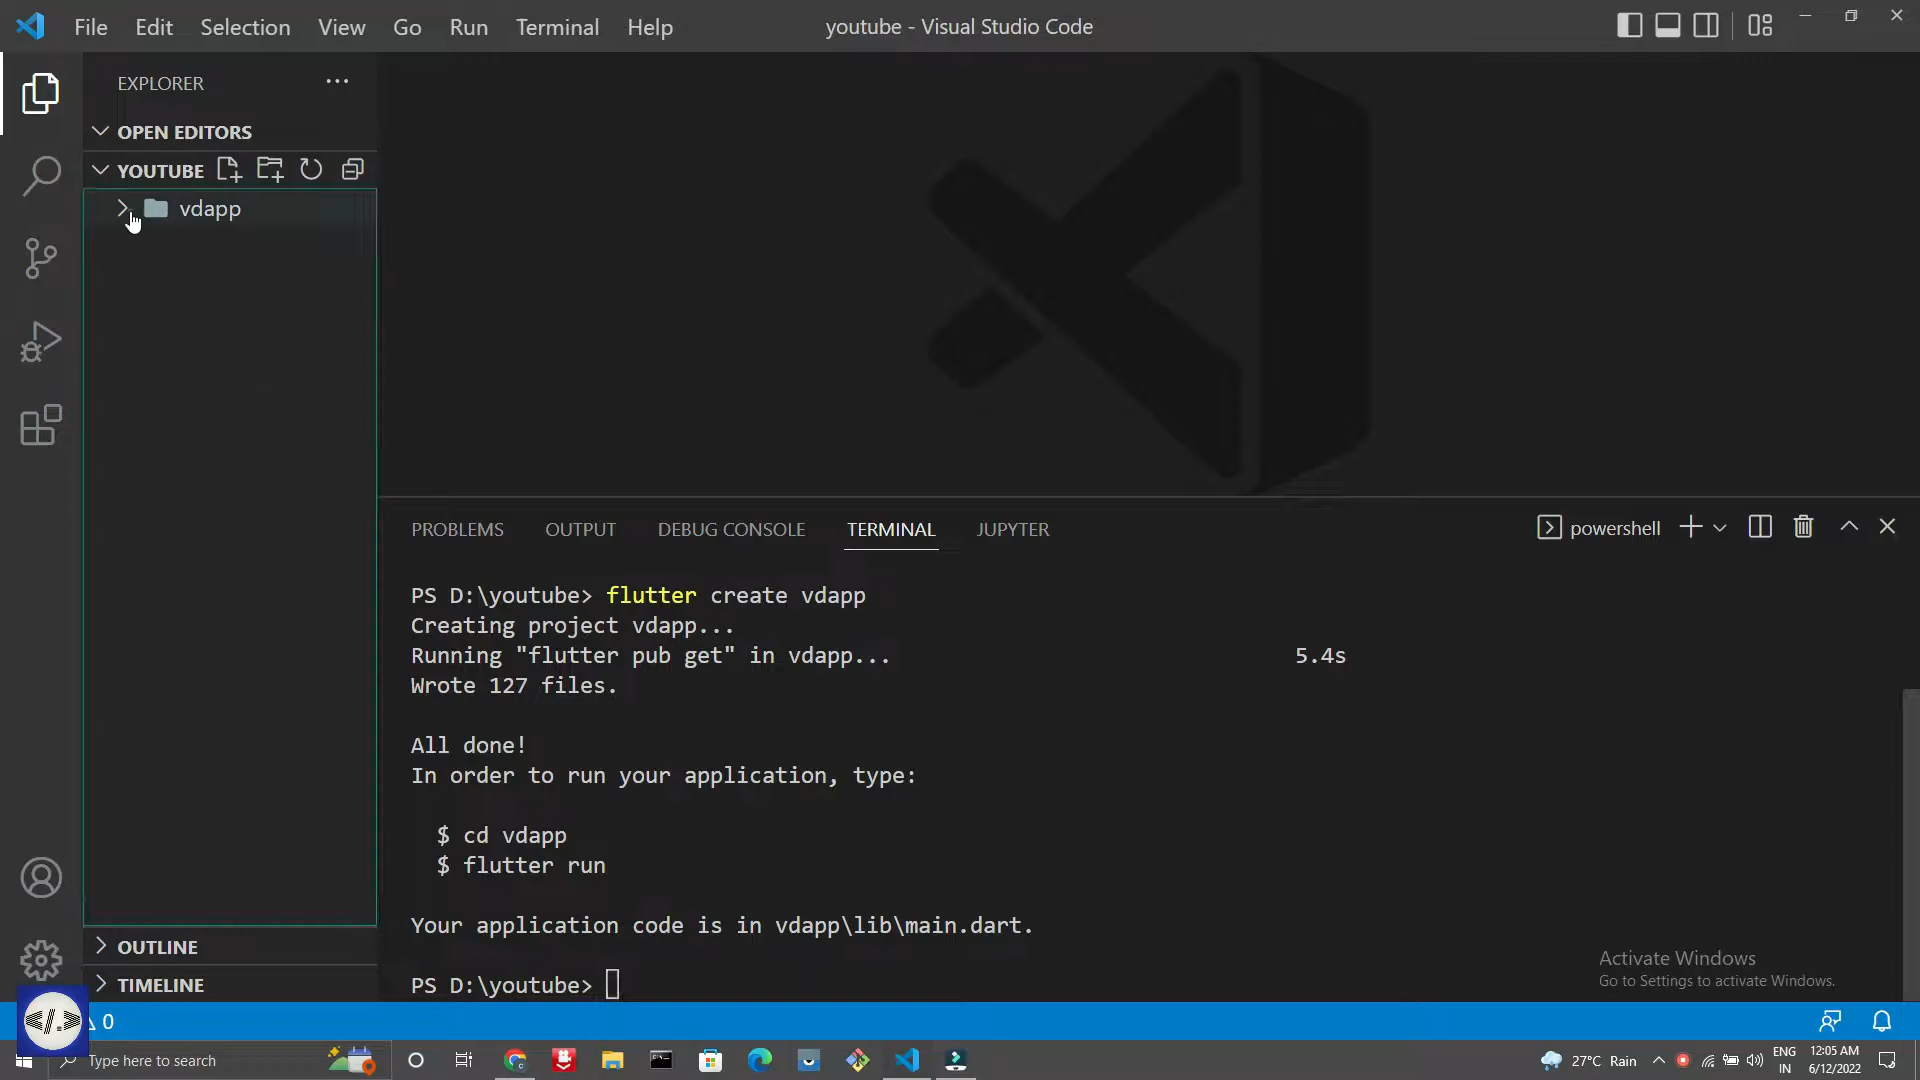 File Edit Selection View Go Run Terminal Help
youtube - Visual Studio Code
EXPLORER
OPEN EDITORS
YOUTUBE
vdapp
OUTLINE
TIMELINE
PROBLEMS OUTPUT DEBUG CONSOLE TERMINAL JUPYTER
powershell
PS D:\youtube> flutter create vdapp
Creating project vdapp...
Running "flutter pub get" in vdapp... 5.4s
Wrote 127 files.
All done!
In order to run your application, type:
$ cd vdapp
$ flutter run
Your application code is in vdapp\lib\main.dart.
PS D:\youtube>
Activate Windows
Go to Settings to activate Windows.
</.>
0
Type here to search
27°C Rain
ENG
IN
12:05 AM
6/12/2022